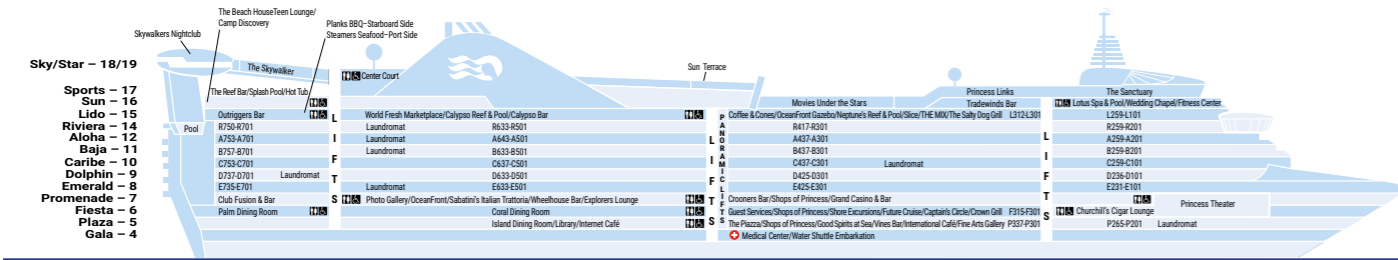 The Beach HouseTeen Lounge/
Camp Discovery
Skywalkers Nightclub
Planks BBQ–Starboard Side
Steamers Seafood–Port Side
Sky/Star – 18/19
The Skywalker
Center Court
Sun Terrace
Sports – 17
The Reef Bar/Splash Pool/Hot Tub
Princess Links
The Sanctuary
Sun – 16
Movies Under the Stars
Tradewinds Bar
Lotus Spa & Pool/Wedding Chapel/Fitness Center
Lido – 15
Outriggers Bar
World Fresh Marketplace/Calypso Reef & Pool/Calypso Bar
Coffee & Cones/OceanFront Gazebo/Neptune's Reef & Pool/Slice/THE MIX/The Salty Dog Grill L312-L301
L259-L101
Riviera – 14
Pool
R750-R701
Laundromat
R633-R501
R417-R301
R259-R201
Aloha – 12
A753-A701
Laundromat
A643-A501
A437-A301
A259-A201
Baja – 11
B757-B701
Laundromat
B633-B501
B437-B301
B259-B201
Caribe – 10
C753-C701
C637-C501
C437-C301
Laundromat
C259-C101
Dolphin – 9
D737-D701
Laundromat
D633-D501
D425-D301
D236-D101
Emerald – 8
E735-E701
Laundromat
E633-E501
E425-E301
E231-E101
Promenade – 7
Club Fusion & Bar
Photo Gallery/OceanFront/Sabatini's Italian Trattoria/Wheelhouse Bar/Explorers Lounge
Crooners Bar/Shops of Princess/Grand Casino & Bar
Princess Theater
Fiesta – 6
Palm Dining Room
Coral Dining Room
Guest Services/Shops of Princess/Shore Excursions/Future Cruise/Captain's Circle/Crown Grill F315-F301
Churchill's Cigar Lounge
Plaza – 5
Island Dining Room/Library/Internet Café
The Piazza/Shops of Princess/Good Spirits at Sea/Vines Bar/International Café/Fine Arts Gallery P337-P301
P265-P201
Laundromat
Gala – 4
Medical Center/Water Shuttle Embarkation
LIFTS
LIFTS
PANORAMIC LIFTS
LIFTS